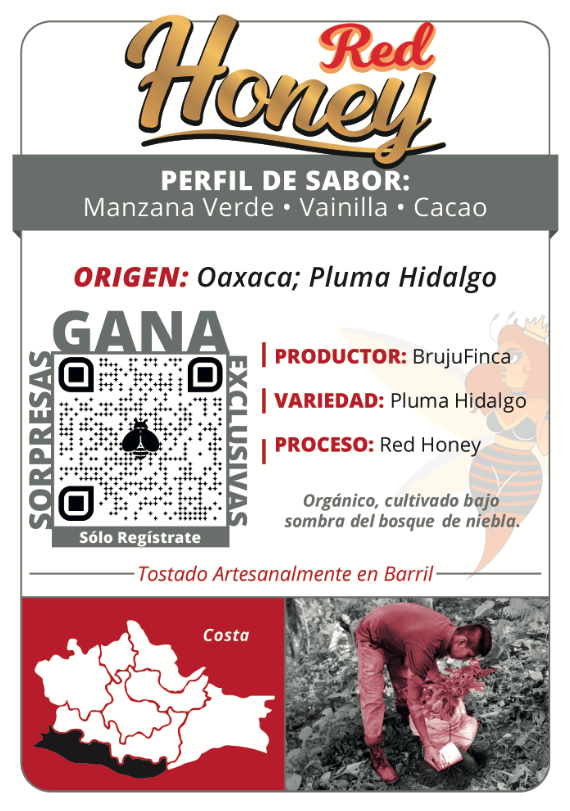 Red
Honey
PERFIL DE SABOR:
Manzana Verde • Vainilla • Cacao
ORIGEN: Oaxaca; Pluma Hidalgo
GANA
SORPRESAS
EXCLUSIVAS
Sólo Regístrate
PRODUCTOR: BrujuFinca
VARIEDAD: Pluma Hidalgo
PROCESO: Red Honey
Orgánico, cultivado bajo
sombra del bosque de niebla.
Tostado Artesanalmente en Barril
Costa